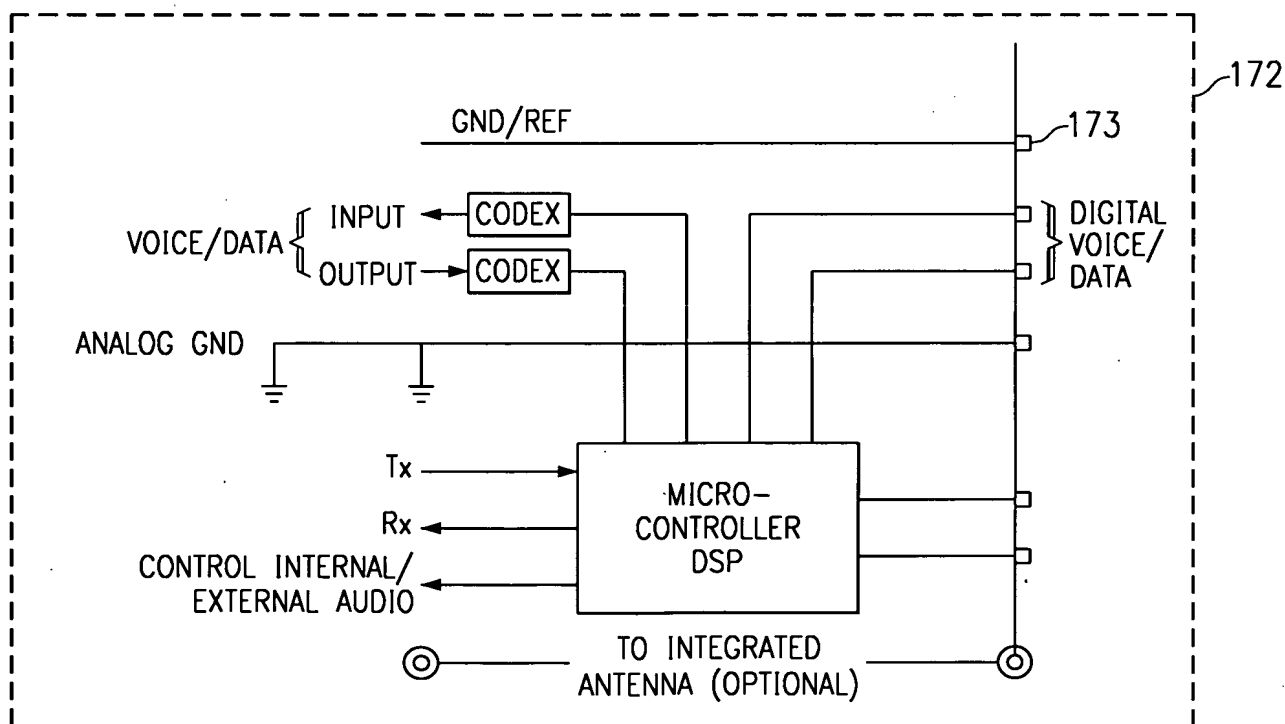 172
GND/REF
173
INPUT
CODEX
VOICE/DATA
OUTPUT
CODEX
DIGITAL
VOICE/
DATA
ANALOG GND
Tx
Rx
CONTROL INTERNAL/
EXTERNAL AUDIO
MICRO-
CONTROLLER
DSP
TO INTEGRATED
ANTENNA (OPTIONAL)